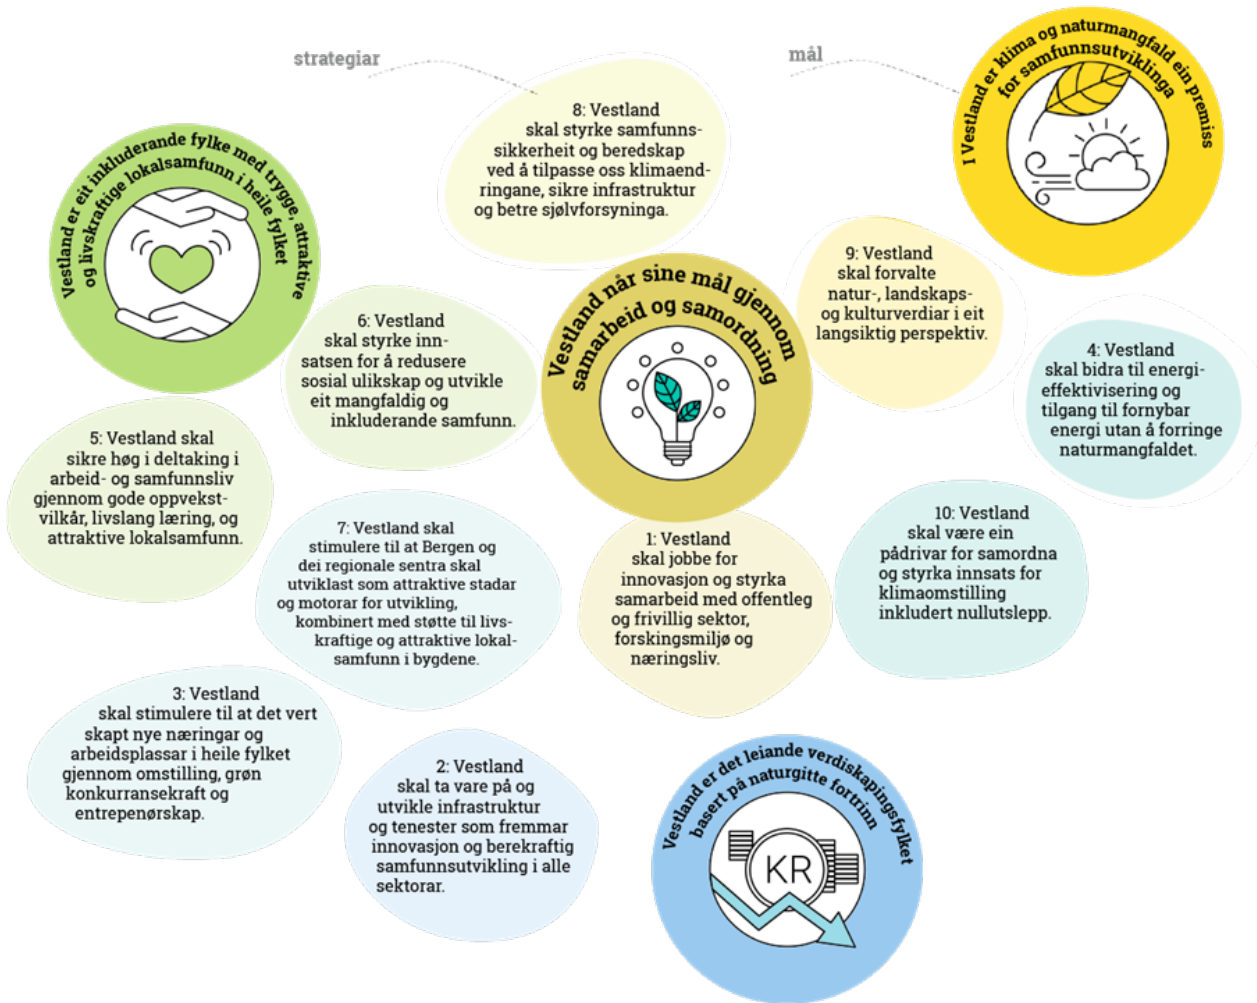 strategiar
mål
I Vestland er klima og naturmangfald ein premiss
for samfunnsutviklinga
8: Vestland
skal styrke samfunns-
sikkerheit og beredskap
ved å tilpasse oss klimaend-
ringane, sikre infrastruktur
og betre sjølvforsyninga.
Vestland er eit inkluderande fylke med trygge, attraktive
og livskraftige lokalsamfunn i heile fylket
9: Vestland
skal forvalte
natur-, landskaps-
og kulturverdiar i eit
langsiktig perspektiv.
Vestland når sine mål gjennom
samarbeid og samordning
6: Vestland
skal styrke inn-
satsen for å redusere
sosial ulikskap og utvikle
eit mangfaldig og
inkluderande samfunn.
4: Vestland
skal bidra til energi-
effektivisering og
tilgang til fornybar
energi utan å forringe
naturmangfaldet.
5: Vestland skal
sikre høg i deltaking i
arbeid- og samfunnsliv
gjennom gode oppvekst-
vilkår, livslang læring, og
attraktive lokalsamfunn.
7: Vestland skal
stimulere til at Bergen og
dei regionale sentra skal
utviklast som attraktive stadar
og motorar for utvikling,
kombinert med støtte til livs-
kraftige og attraktive lokal-
samfunn i bygdene.
1: Vestland
skal jobbe for
innovasjon og styrka
samarbeid med offentleg
og frivillig sektor,
forskingsmiljø og
næringsliv.
10: Vestland
skal være ein
pådrivar for samordna
og styrka innsats for
klimaomstilling
inkludert nullutslepp.
3: Vestland
skal stimulere til at det vert
skapt nye næringar og
arbeidsplassar i heile fylket
gjennom omstilling, grøn
konkurransekraft og
entrepenørskap.
2: Vestland
skal ta vare på og
utvikle infrastruktur
og tenester som fremmar
innovasjon og berekraftig
samfunnsutvikling i alle
sektorar.
Vestland er det leiande verdiskapingsfylket
basert på naturgitte fortrinn
KR